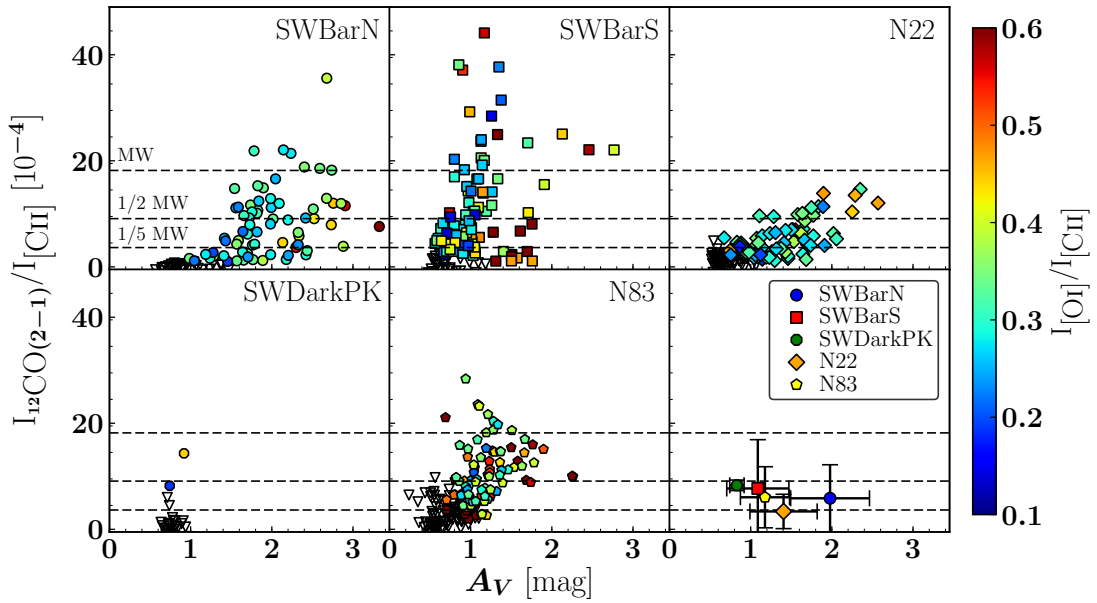 SWBarN
SWBarS
N22
MW
1/2 MW
1/5 MW
40
20
0
SWDarkPK
N83
SWBarN
SWBarS
SWDarkPK
N22
N83
40
20
0
0 1 2 3
0 1 2 3
0 1 2 3
A_V [mag]
I_12CO(2−1)/I_[CII] [10^−4]
0.6
0.5
0.4
0.3
0.2
0.1
I_[OI]/I_[CII]